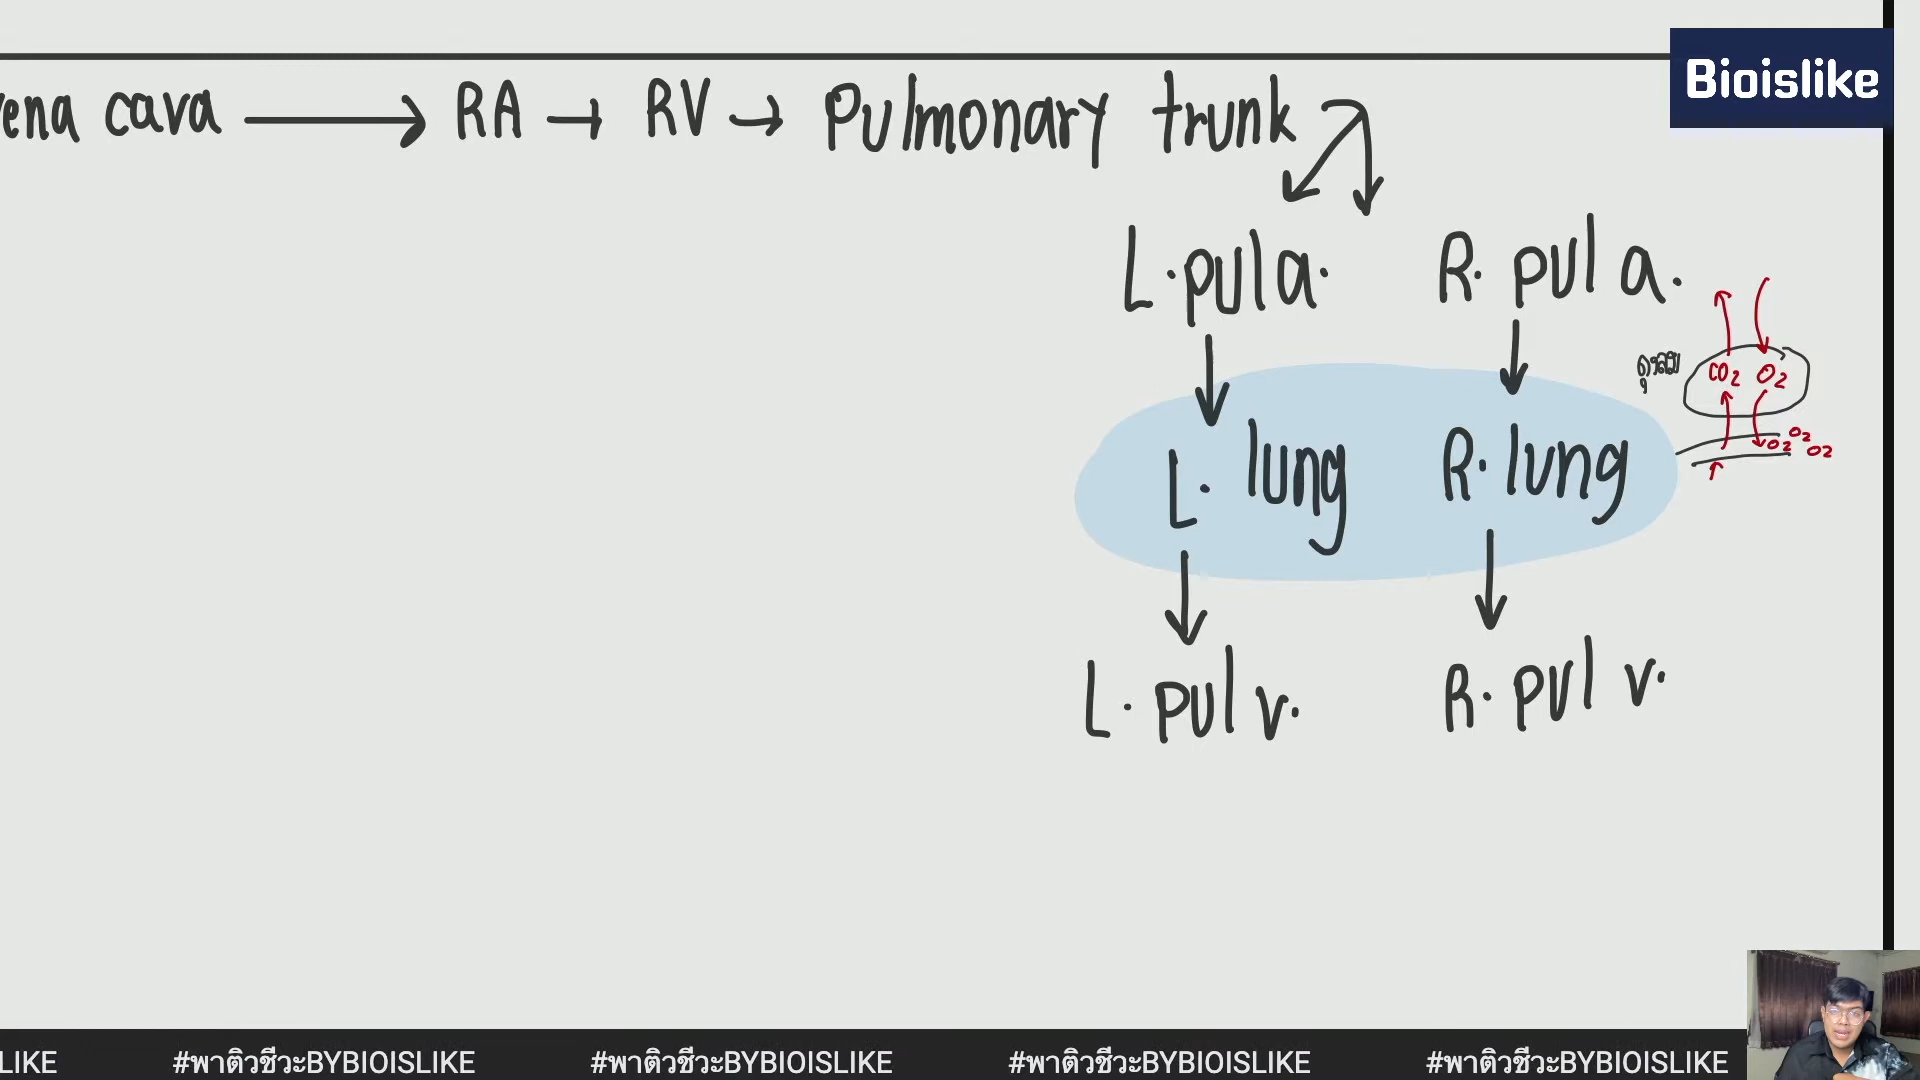 Bioislike
ena cava → RA → RV → Pulmonary trunk
L. pul a. R. pul a.
ถุงลม CO2 O2
O2 O2 O2
L. lung R. lung
L. pul v. R. pul v.
LIKE #พาติวชีวะBYBIOISLIKE #พาติวชีวะBYBIOISLIKE #พาติวชีวะBYBIOISLIKE #พาติวชีวะBYBIOISLIKE